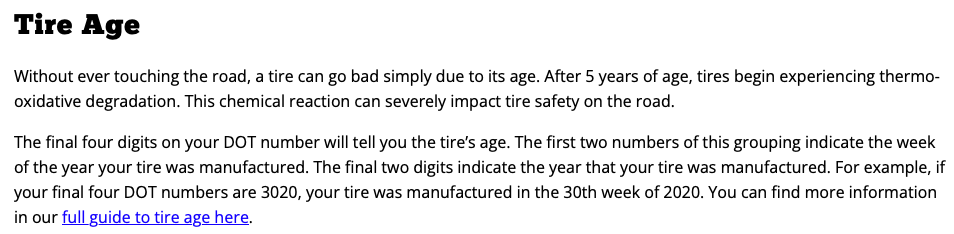 Tire Age
Without ever touching the road, a tire can go bad simply due to its age. After 5 years of age, tires begin experiencing thermo-
oxidative degradation. This chemical reaction can severely impact tire safety on the road.
The final four digits on your DOT number will tell you the tire’s age. The first two numbers of this grouping indicate the week
of the year your tire was manufactured. The final two digits indicate the year that your tire was manufactured. For example, if
your final four DOT numbers are 3020, your tire was manufactured in the 30th week of 2020. You can find more information
in our full guide to tire age here.